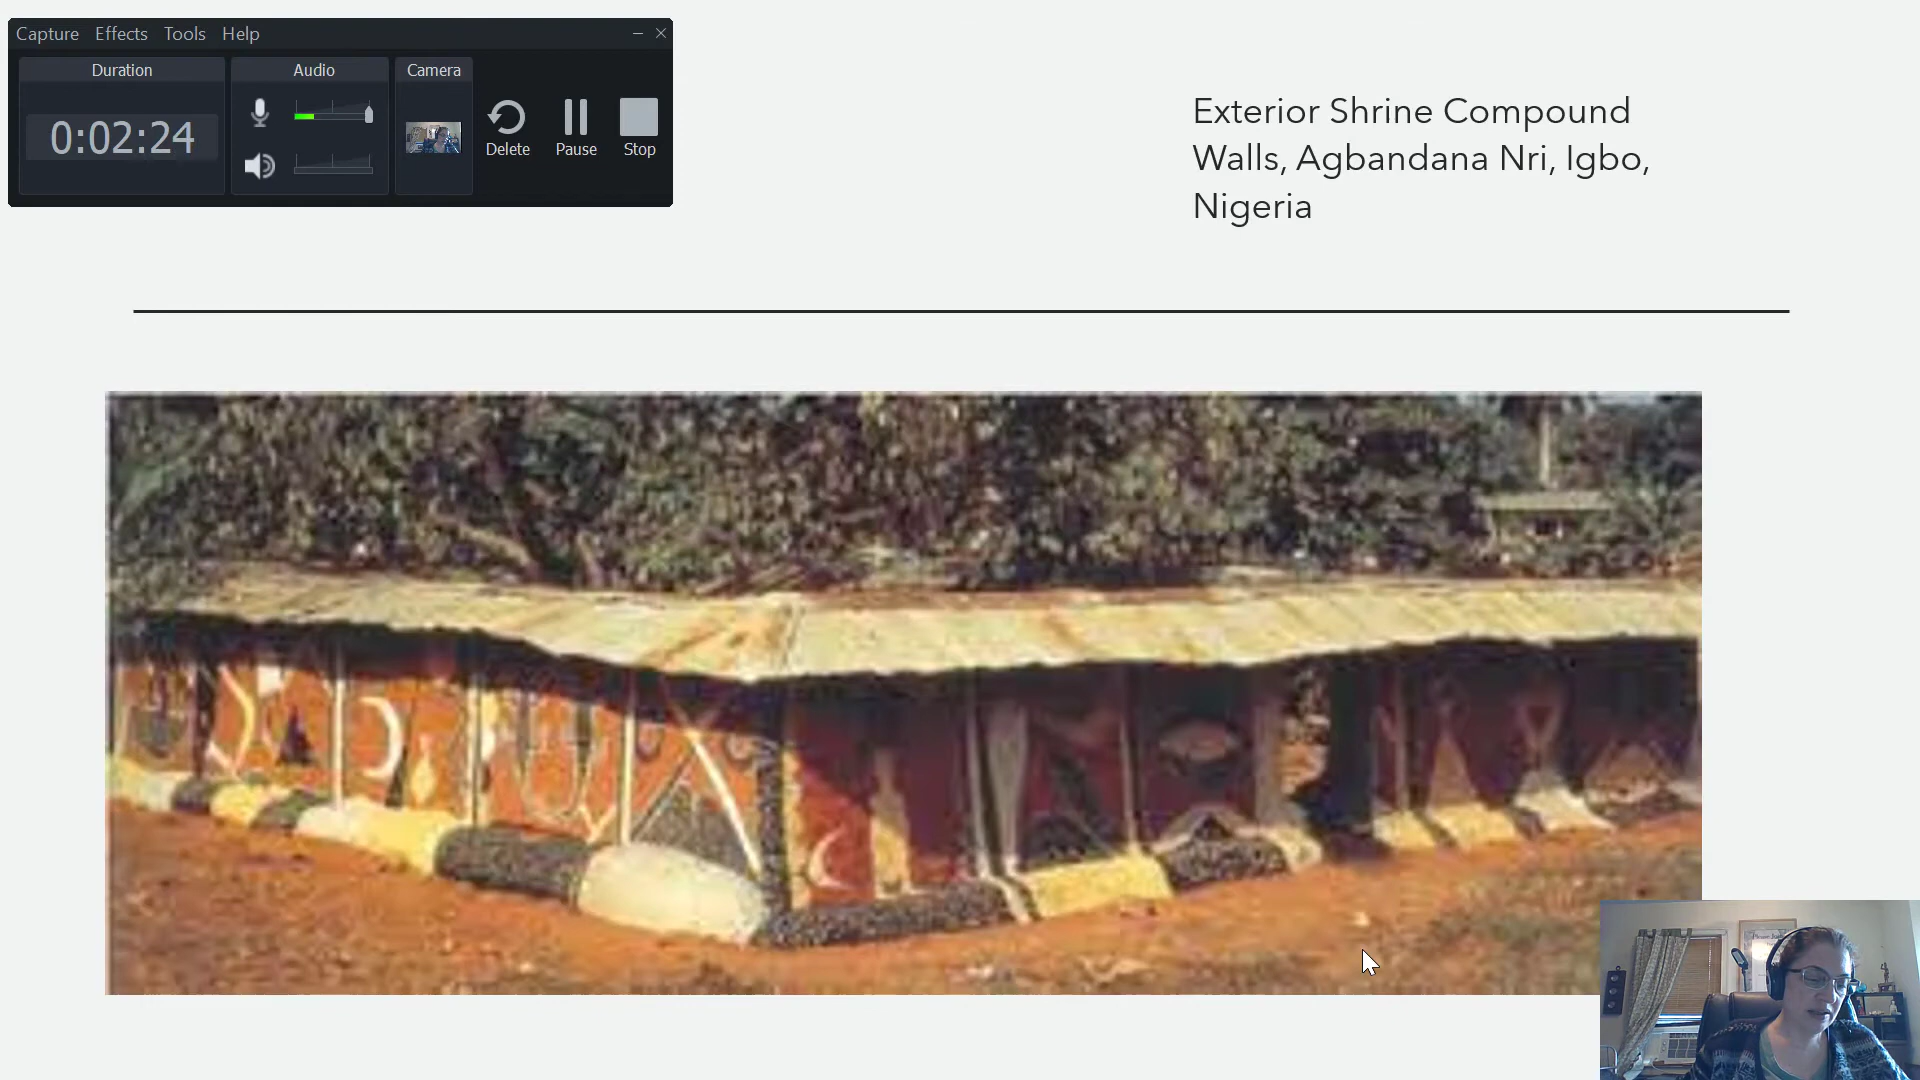 Capture Effects Tools Help
Duration
Audio
Camera
0:02:24
Delete
Pause
Stop
Exterior Shrine Compound
Walls, Agbandana Nri, Igbo,
Nigeria